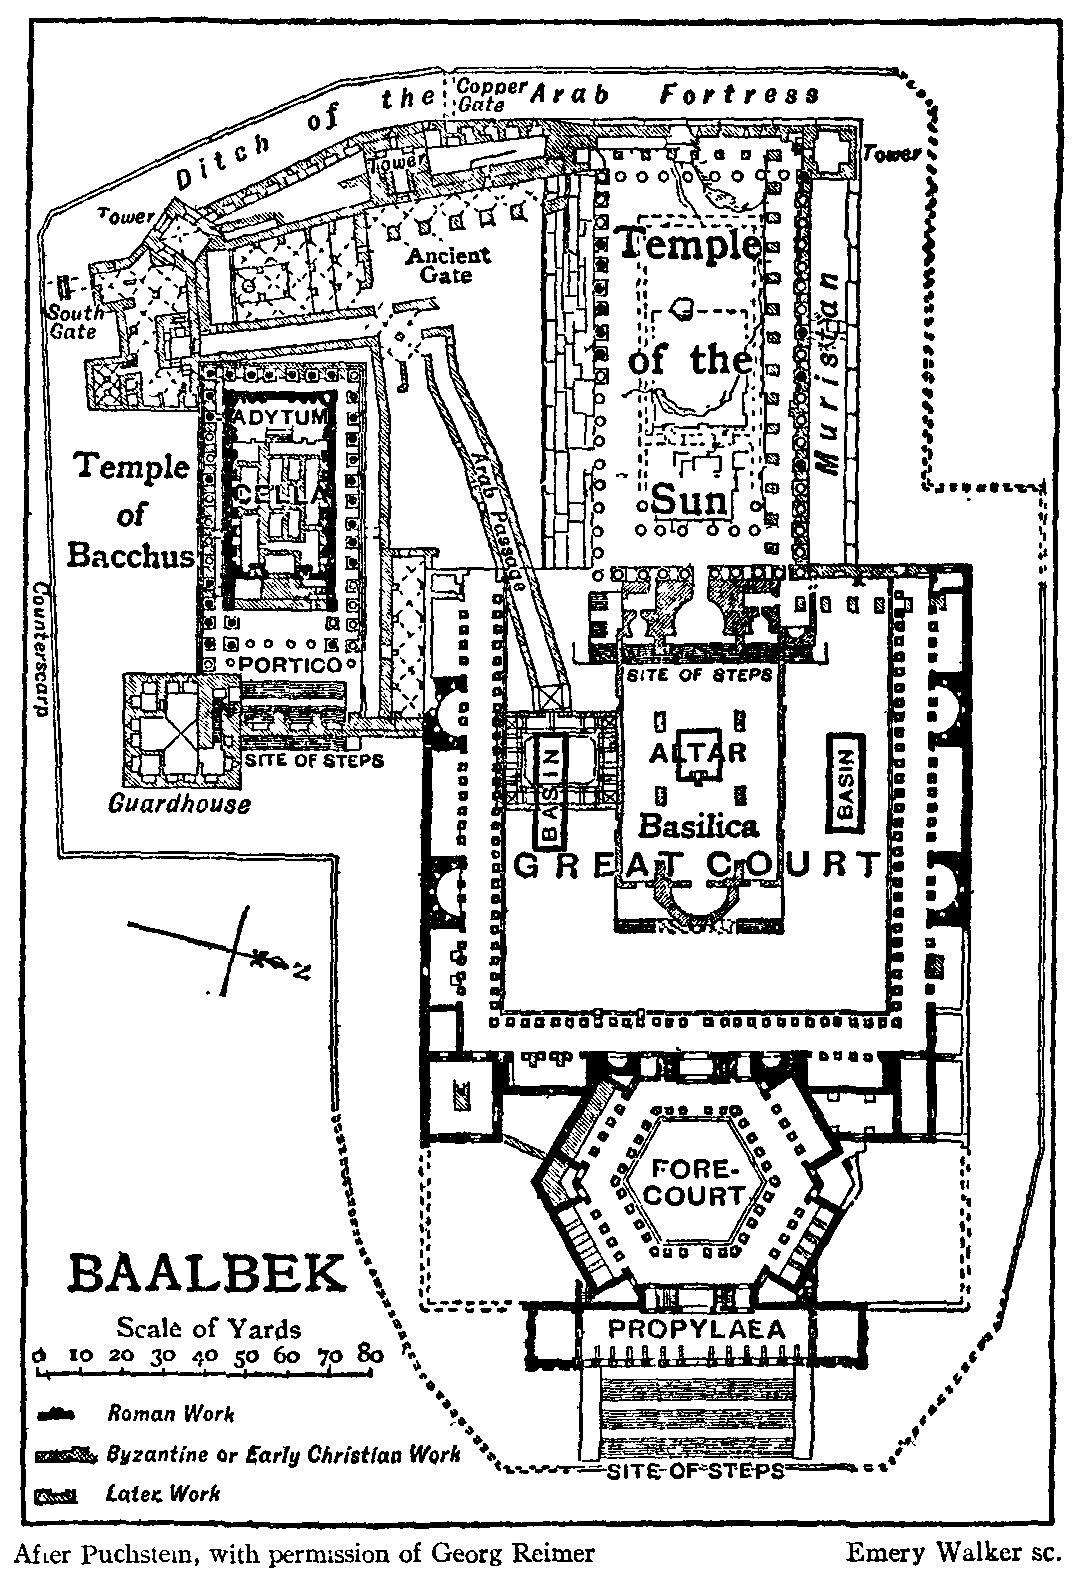 Ditch of the Arab Fortress
Copper
Gate
Tower
Tower
Tower
South
Gate
Ancient
Gate
Temple
of the
Sun
Muristan
ADYTUM
CELLA
Temple
of
Bacchus
Arab Passage
Counterscarp
PORTICO
SITE OF STEPS
SITE OF STEPS
Guardhouse
BASIN
ALTAR
BASIN
Basilica
GREAT COURT
N
FORE-
COURT
BAALBEK
Scale of Yards
0 10 20 30 40 50 60 70 80
PROPYLAEA
Roman Work
Byzantine or Early Christian Work
Later Work
SITE OF STEPS
After Puchstein, with permission of Georg Reimer
Emery Walker sc.